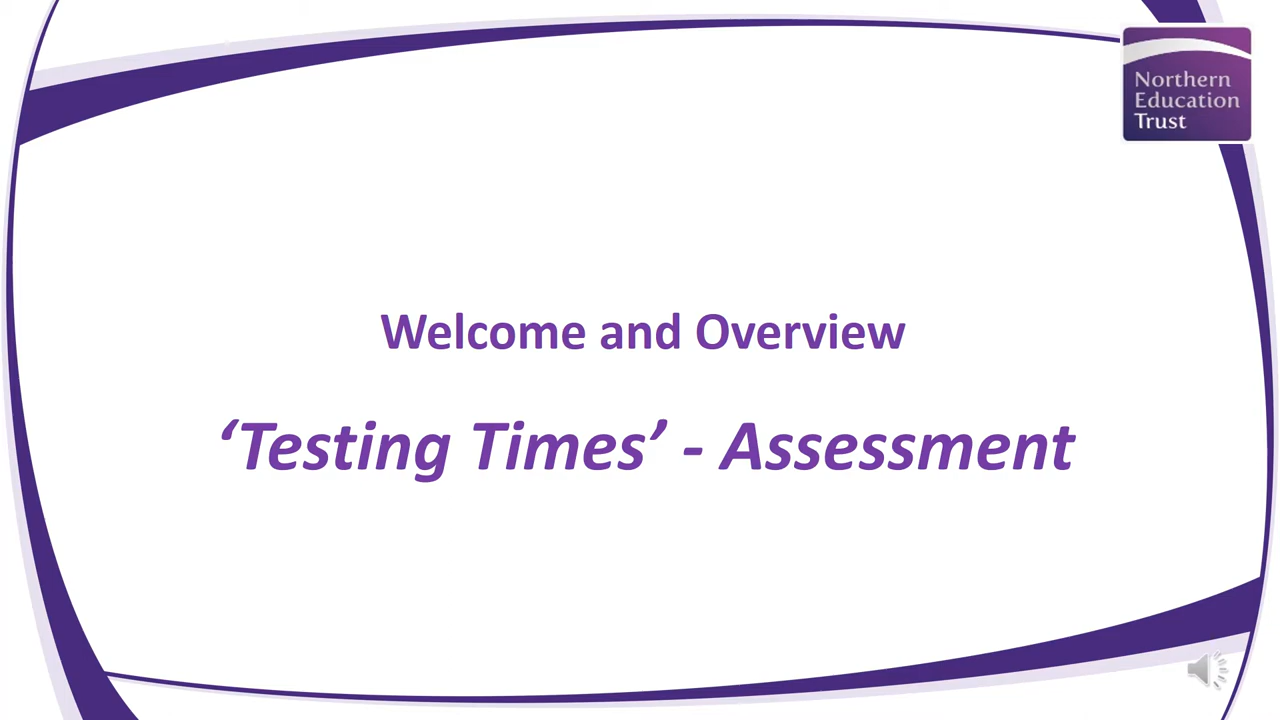 Northern
Education
Trust
Welcome and Overview
‘Testing Times’ - Assessment